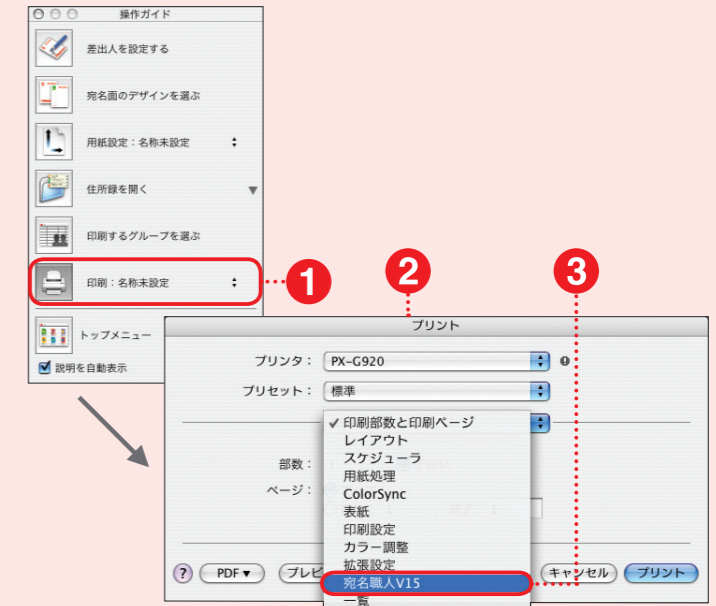 操作ガイド
差出人を設定する
宛名面のデザインを選ぶ
用紙設定：名称未設定
住所録を開く
印刷するグループを選ぶ
印刷：名称未設定
1
2
3
トップメニュー
説明を自動表示
プリント
プリンタ： PX-G920
プリセット： 標準
✓印刷部数と印刷ページ
レイアウト
スケジューラ
部数：
用紙処理
ページ：
ColorSync
表紙
印刷設定
カラー調整
拡張設定
? PDF▼ プレビ キャンセル プリント
宛名職人V15
一覧